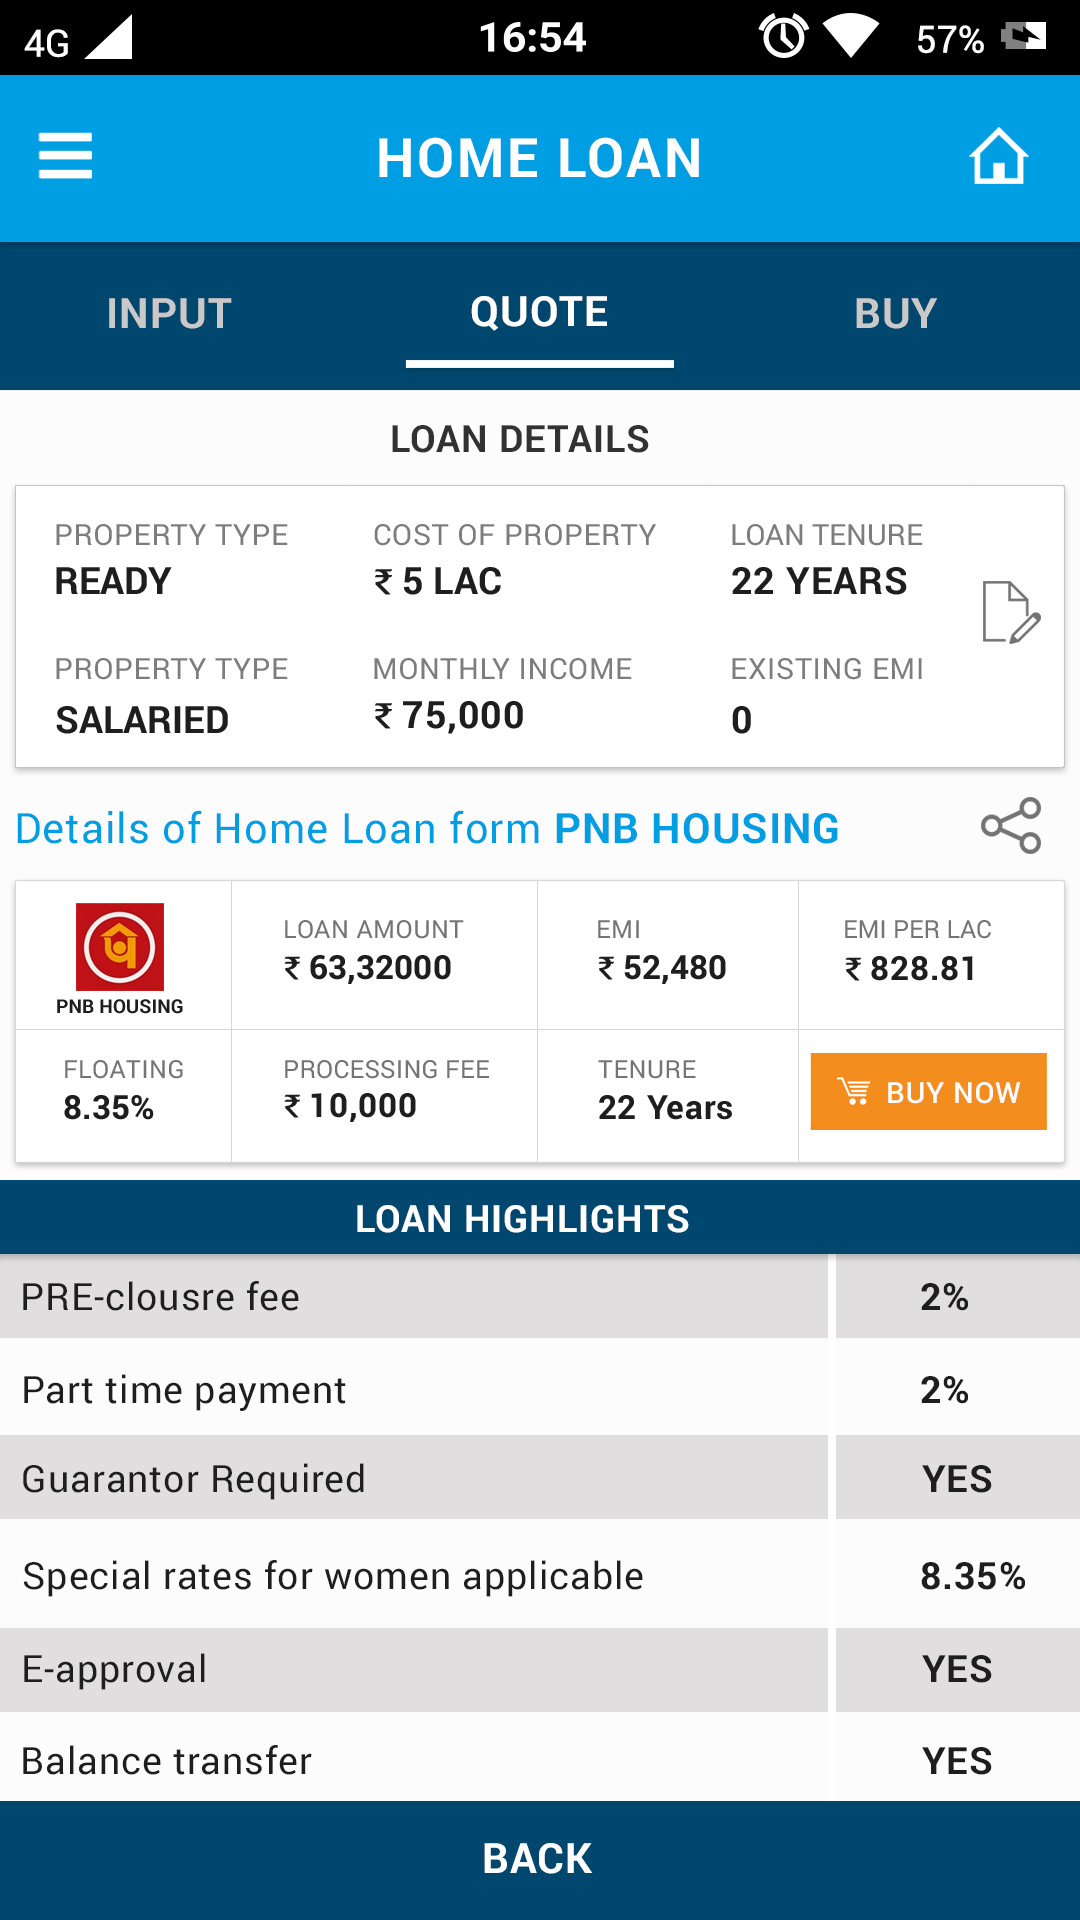 4G 16:54 57%
HOME LOAN
INPUT QUOTE BUY
LOAN DETAILS
PROPERTY TYPE COST OF PROPERTY LOAN TENURE
READY ₹ 5 LAC 22 YEARS
PROPERTY TYPE MONTHLY INCOME EXISTING EMI
SALARIED ₹ 75,000 0
Details of Home Loan form PNB HOUSING
LOAN AMOUNT EMI EMI PER LAC
₹ 63,32000 ₹ 52,480 ₹ 828.81
PNB HOUSING
FLOATING PROCESSING FEE TENURE
8.35% ₹ 10,000 22 Years BUY NOW
LOAN HIGHLIGHTS
PRE-clousre fee 2%
Part time payment 2%
Guarantor Required YES
Special rates for women applicable 8.35%
E-approval YES
Balance transfer YES
BACK